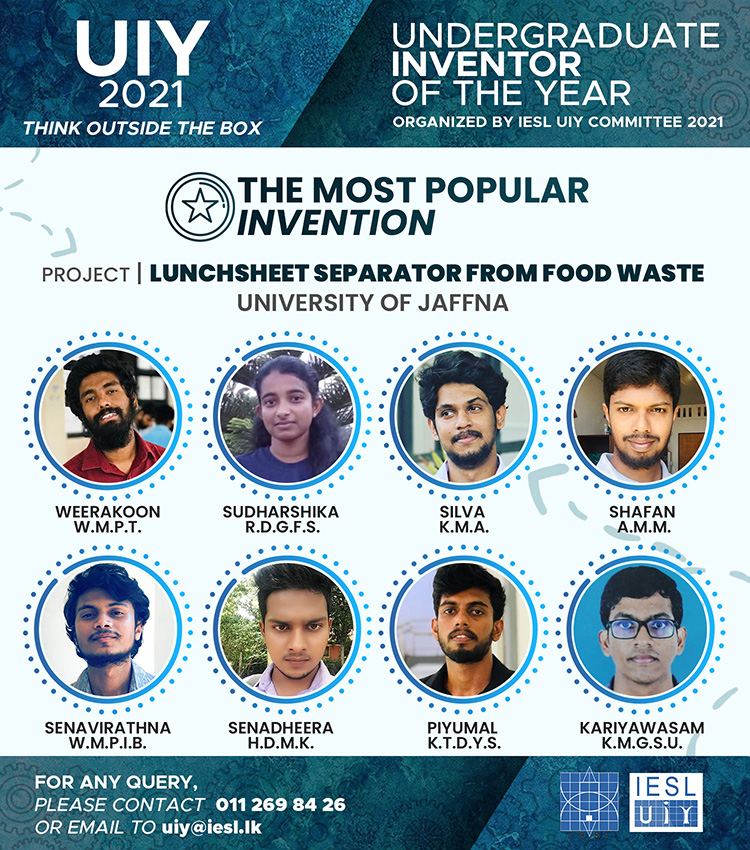 UIY
2021
THINK OUTSIDE THE BOX
UNDERGRADUATE
INVENTOR
OF THE YEAR
ORGANIZED BY IESL UIY COMMITTEE 2021
THE MOST POPULAR
INVENTION
PROJECT | LUNCHSHEET SEPARATOR FROM FOOD WASTE
UNIVERSITY OF JAFFNA
WEERAKOON
W.M.P.T.
SUDHARSHIKA
R.D.G.F.S.
SILVA
K.M.A.
SHAFAN
A.M.M.
SENAVIRATHNA
W.M.P.I.B.
SENADHEERA
H.D.M.K.
PIYUMAL
K.T.D.Y.S.
KARIYAWASAM
K.M.G.S.U.
FOR ANY QUERY,
PLEASE CONTACT 011 269 84 26
OR EMAIL TO uiy@iesl.lk
IESL
UiY